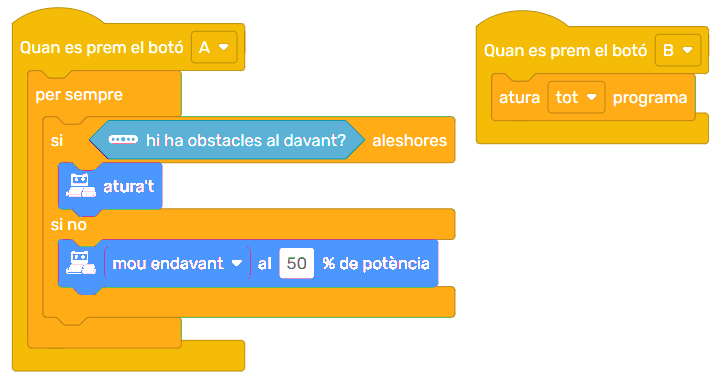 Quan es prem el botó A
per sempre
si hi ha obstacles al davant? aleshores
atura't
si no
mou endavant al 50 % de potència
Quan es prem el botó B
atura tot programa